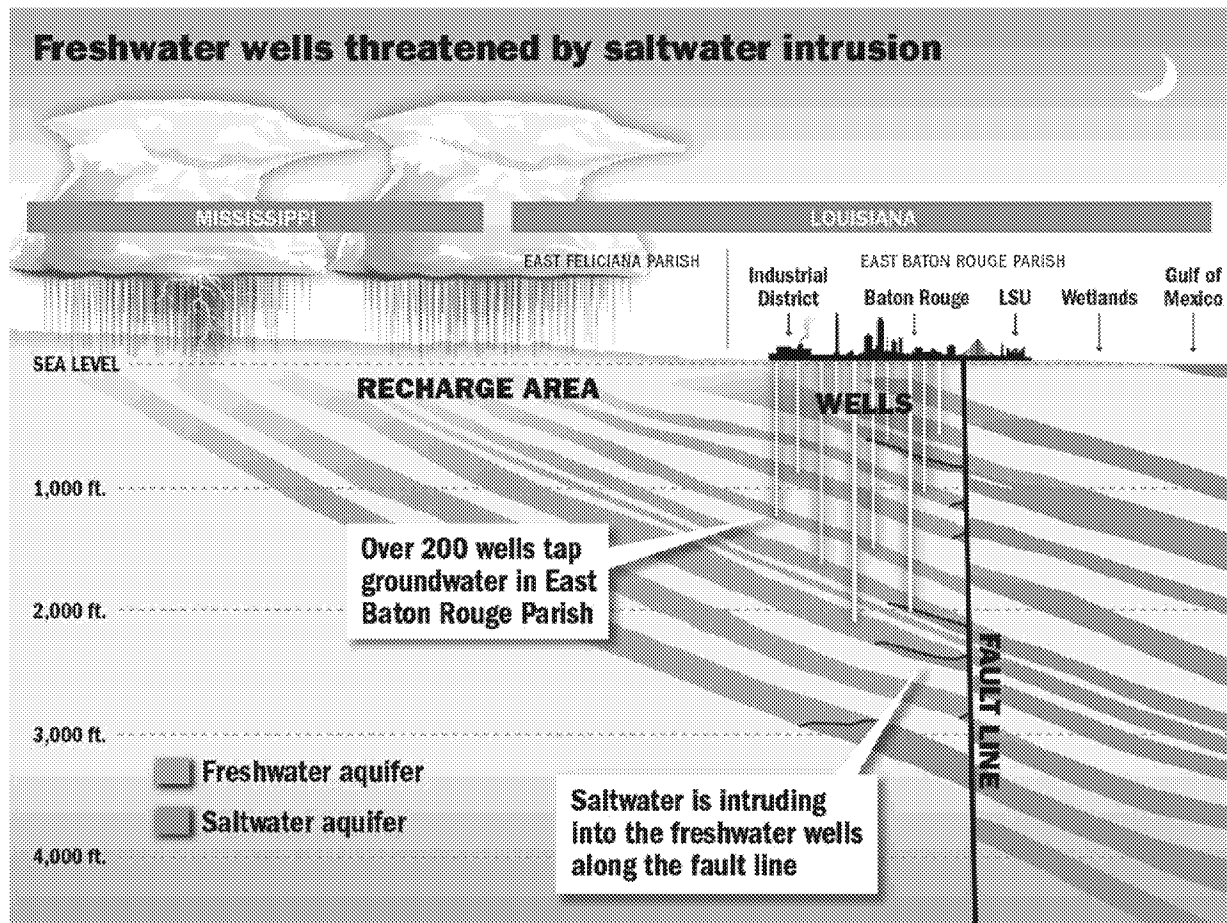 Freshwater wells threatened by saltwater intrusion
MISSISSIPPI
LOUISIANA
EAST FELICIANA PARISH
EAST BATON ROUGE PARISH
Industrial
District
Baton Rouge
LSU
Wetlands
Gulf of
Mexico
SEA LEVEL
RECHARGE AREA
WELLS
1,000 ft.
Over 200 wells tap
groundwater in East
Baton Rouge Parish
2,000 ft.
FAULT LINE
3,000 ft.
Freshwater aquifer
Saltwater aquifer
Saltwater is intruding
into the freshwater wells
along the fault line
4,000 ft.